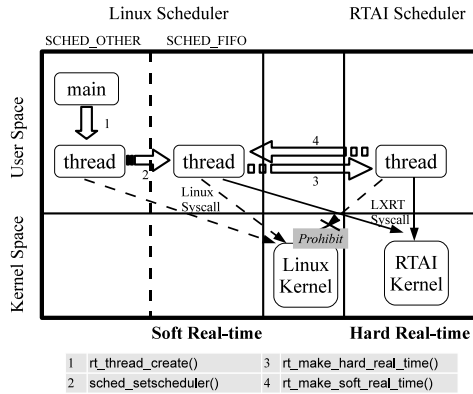 Linux Scheduler
RTAI Scheduler
SCHED_OTHER
SCHED_FIFO
User Space
Kernel Space
main
1
thread
2
thread
4
3
thread
Linux
Syscall
LXRT
Syscall
Prohibit
Linux
Kernel
RTAI
Kernel
Soft Real-time
Hard Real-time
1 rt_thread_create()
3 rt_make_hard_real_time()
2 sched_setscheduler()
4 rt_make_soft_real_time()